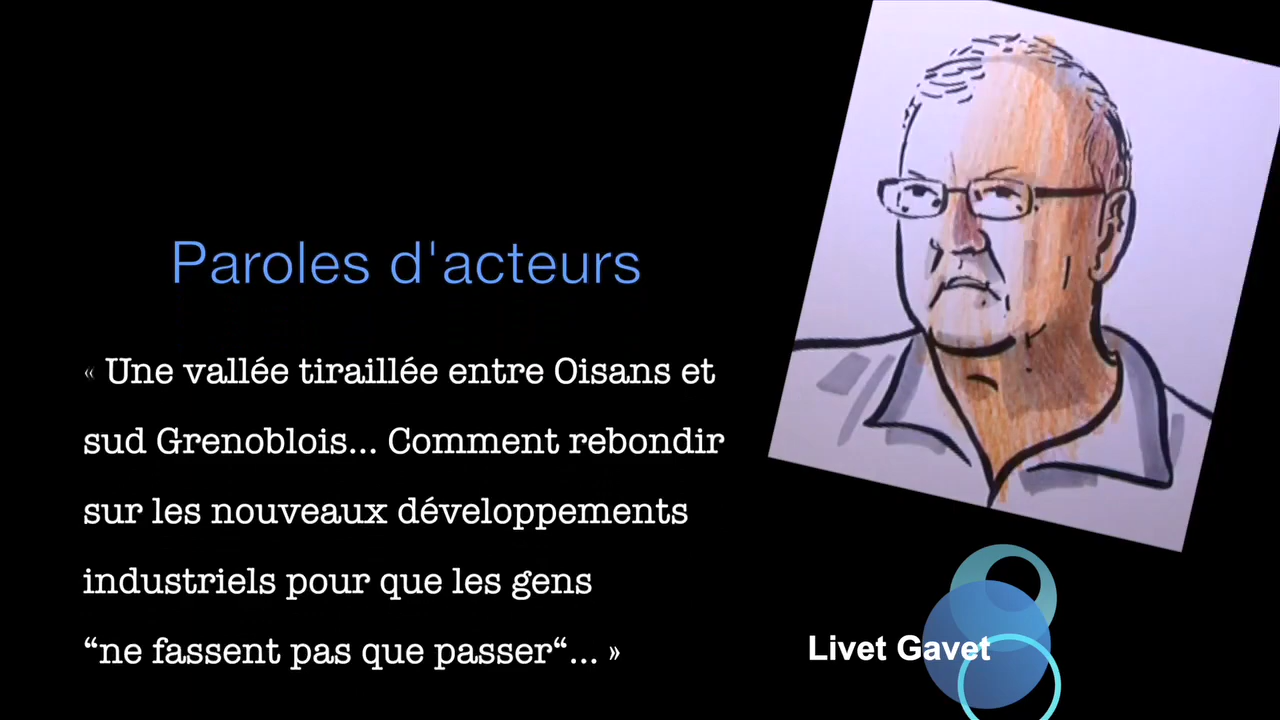 Paroles d'acteurs
« Une vallée tiraillée entre Oisans et
sud Grenoblois... Comment rebondir
sur les nouveaux développements
industriels pour que les gens
“ne fassent pas que passer“... »
Livet Gavet